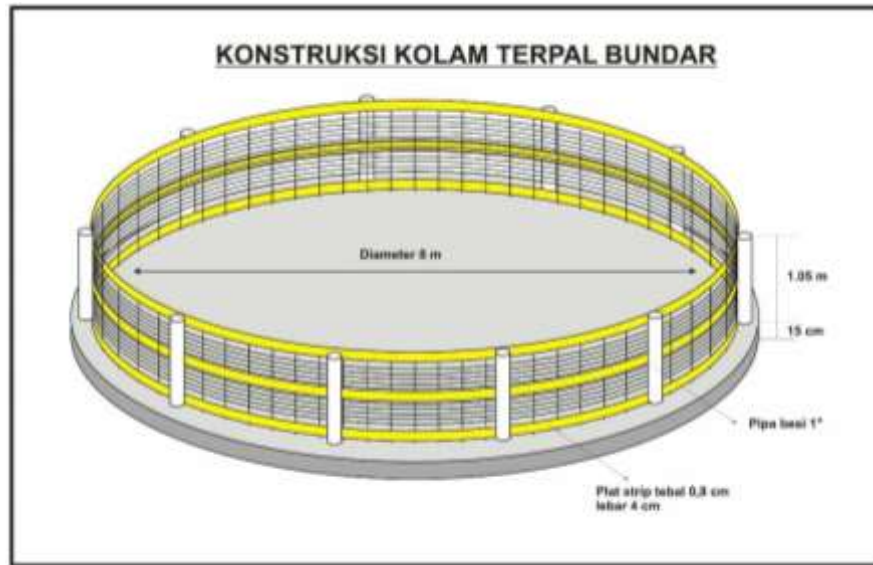 KONSTRUKSI KOLAM TERPAL BUNDAR
Diameter 8 m
1.05 m
15 cm
Pipa besi 1"
Plat strip tebal 0,8 cm
lebar 4 cm